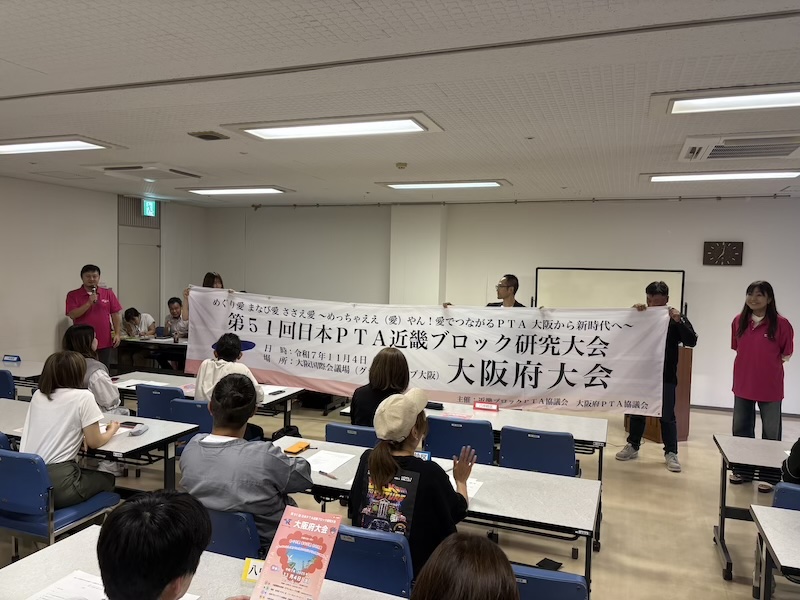 めぐり愛 まなび愛 ささえ愛 ～めっちゃええ（愛）やん！愛でつながるＰＴＡ 大阪から新時代へ～
第５１回日本ＰＴＡ近畿ブロック研究大会
日　時：令和７年１１月４日
場　所：大阪国際会議場（グ
プ大阪）
大阪府大会
主催：近畿ブロックＰＴＡ協議会　大阪府ＰＴＡ協議会
大阪府大会